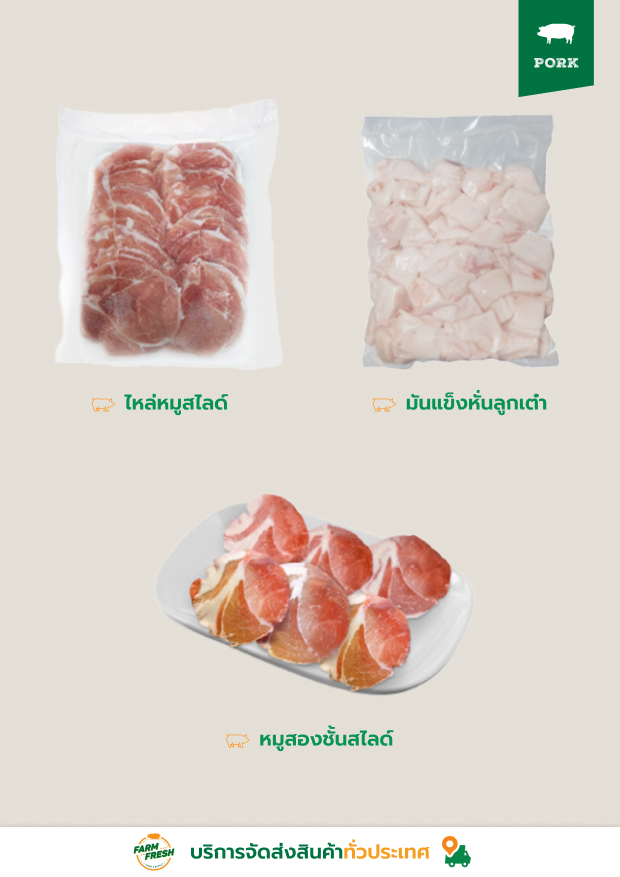 PORK
ไหล่หมูสไลด์
มันแข็งหั่นลูกเต๋า
หมูสองชั้นสไลด์
FARM
FRESH
บริการจัดส่งสินค้าทั่วประเทศ